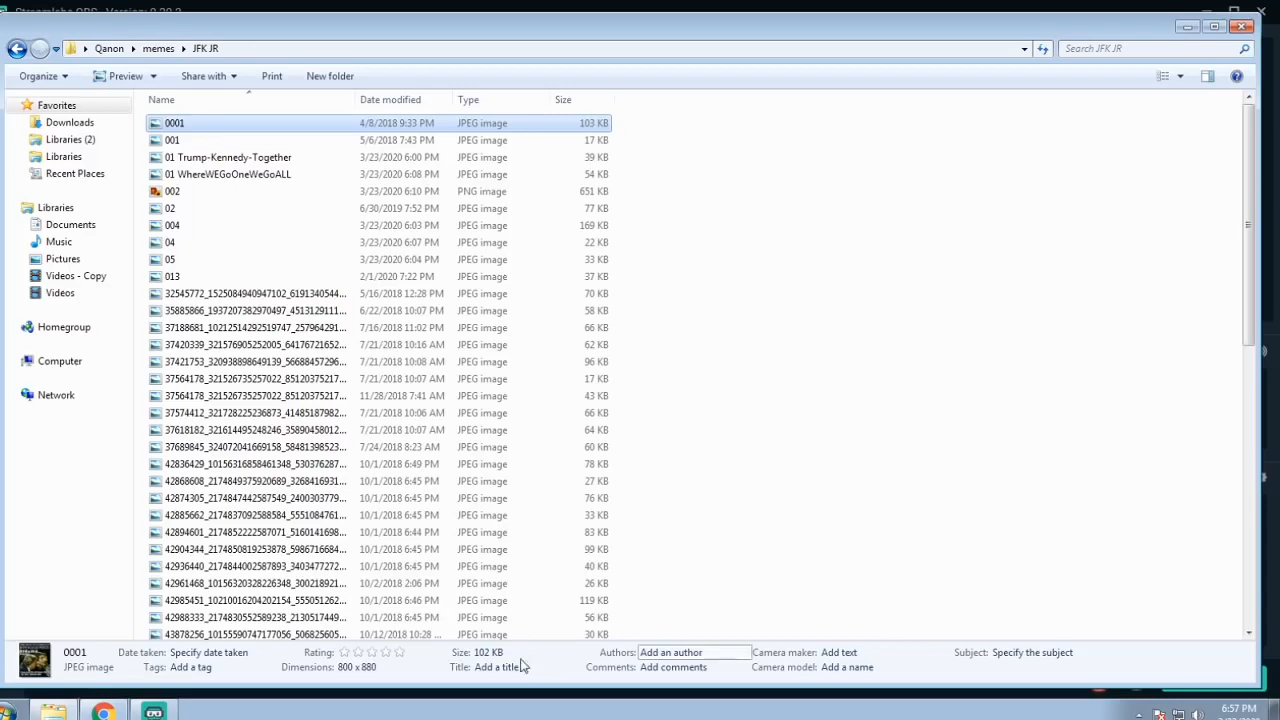 Qanon memes JFK JR Search JFK JR
Organize Preview Share with Print New folder
Name Date modified Type Size
Favorites
Downloads
Libraries (2)
Libraries
Recent Places
Libraries
Documents
Music
Pictures
Videos - Copy
Videos
Homegroup
Computer
Network
0001 4/8/2018 9:33 PM JPEG image 103 KB
001 5/6/2018 7:43 PM JPEG image 17 KB
01 Trump-Kennedy-Together 3/23/2020 6:00 PM JPEG image 39 KB
01 WhereWEGoOneWeGoALL 3/23/2020 6:08 PM JPEG image 54 KB
002 3/23/2020 6:10 PM PNG image 651 KB
02 6/30/2019 7:52 PM JPEG image 77 KB
004 3/23/2020 6:03 PM JPEG image 169 KB
04 3/23/2020 6:07 PM JPEG image 22 KB
05 3/23/2020 6:04 PM JPEG image 33 KB
013 2/1/2020 7:22 PM JPEG image 37 KB
32545772_1525084940947102_6191340544... 5/16/2018 12:28 PM JPEG image 70 KB
35885866_1937207382970497_4513129111... 6/22/2018 10:07 PM JPEG image 58 KB
37188681_10212514292519747_257964291... 7/16/2018 11:02 PM JPEG image 66 KB
37420339_321576905252005_64176721652... 7/21/2018 10:16 AM JPEG image 62 KB
37421753_320938898649139_56688457296... 7/21/2018 10:08 AM JPEG image 96 KB
37564178_321526735257022_85120375217... 7/21/2018 10:07 AM JPEG image 17 KB
37564178_321526735257022_85120375217... 11/28/2018 7:41 AM JPEG image 43 KB
37574412_321728225236873_41485187982... 7/21/2018 10:06 AM JPEG image 66 KB
37618182_321614495248246_35890458012... 7/21/2018 10:07 AM JPEG image 64 KB
37689845_324072041669158_58481398523... 7/24/2018 8:23 AM JPEG image 60 KB
42836429_10156316858461348_530376287... 10/1/2018 6:49 PM JPEG image 78 KB
42868608_2174849375920689_3268416931... 10/1/2018 6:45 PM JPEG image 27 KB
42874305_2174847442587549_2400303779... 10/1/2018 6:45 PM JPEG image 76 KB
42885662_2174837092588584_5551084761... 10/1/2018 6:45 PM JPEG image 33 KB
42894601_2174852222587071_5160141698... 10/1/2018 6:44 PM JPEG image 83 KB
42904344_2174850819253878_5986716684... 10/1/2018 6:45 PM JPEG image 99 KB
42936440_2174844002587893_3403477272... 10/1/2018 6:45 PM JPEG image 40 KB
42961468_10156320328226348_300218921... 10/2/2018 2:06 PM JPEG image 26 KB
42985451_10210016204202154_555051262... 10/1/2018 6:46 PM JPEG image 119 KB
42988333_2174830552589238_2130517449... 10/1/2018 6:45 PM JPEG image 56 KB
43878256_10155590747177056_506825605... 10/12/2018 10:28 ... JPEG image 30 KB
0001 Date taken: Specify date taken Rating: Size: 102 KB Authors: Add an author Camera maker: Add text Subject: Specify the subject
JPEG image Tags: Add a tag Dimensions: 800 x 880 Title: Add a title Comments: Add comments Camera model: Add a name
6:57 PM